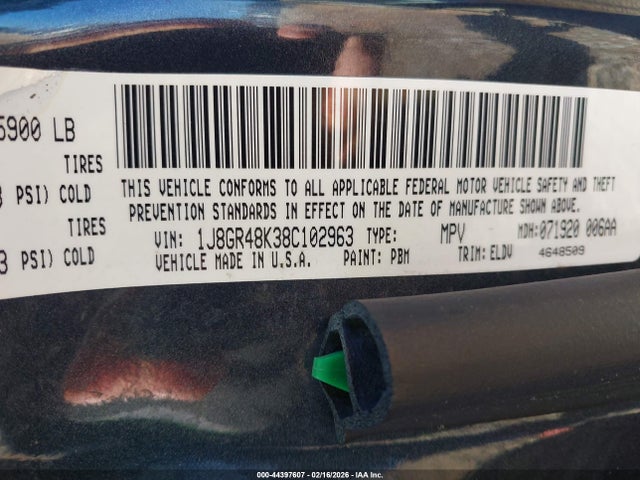 5900 LB
TIRES
PSI) COLD
TIRES
3 PSI) COLD
THIS VEHICLE CONFORMS TO ALL APPLICABLE FEDERAL MOTOR VEHICLE SAFETY AND THEFT
PREVENTION STANDARDS IN EFFECT ON THE DATE OF MANUFACTURE SHOWN ABOVE.
VIN: 1J8GR48K38C102963 TYPE: MPV MDH: 071920 006AA
VEHICLE MADE IN U.S.A. PAINT: PBM TRIM: ELDV 4648509
000-44397607 - 02/16/2026 - IAA Inc.